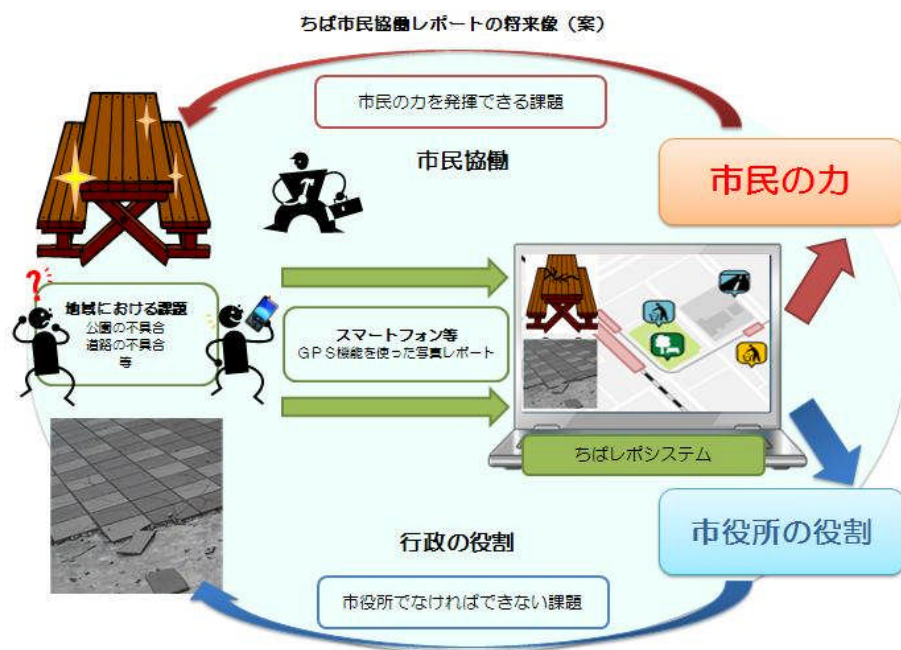 ちば市民協働レポートの将来像（案）
市民の力を発揮できる課題
市民協働
市民の力
?
地域における課題
公園の不具合
道路の不具合
等
スマートフォン等
GPS機能を使った写真レポート
ちばレポシステム
市役所の役割
行政の役割
市役所でなければできない課題